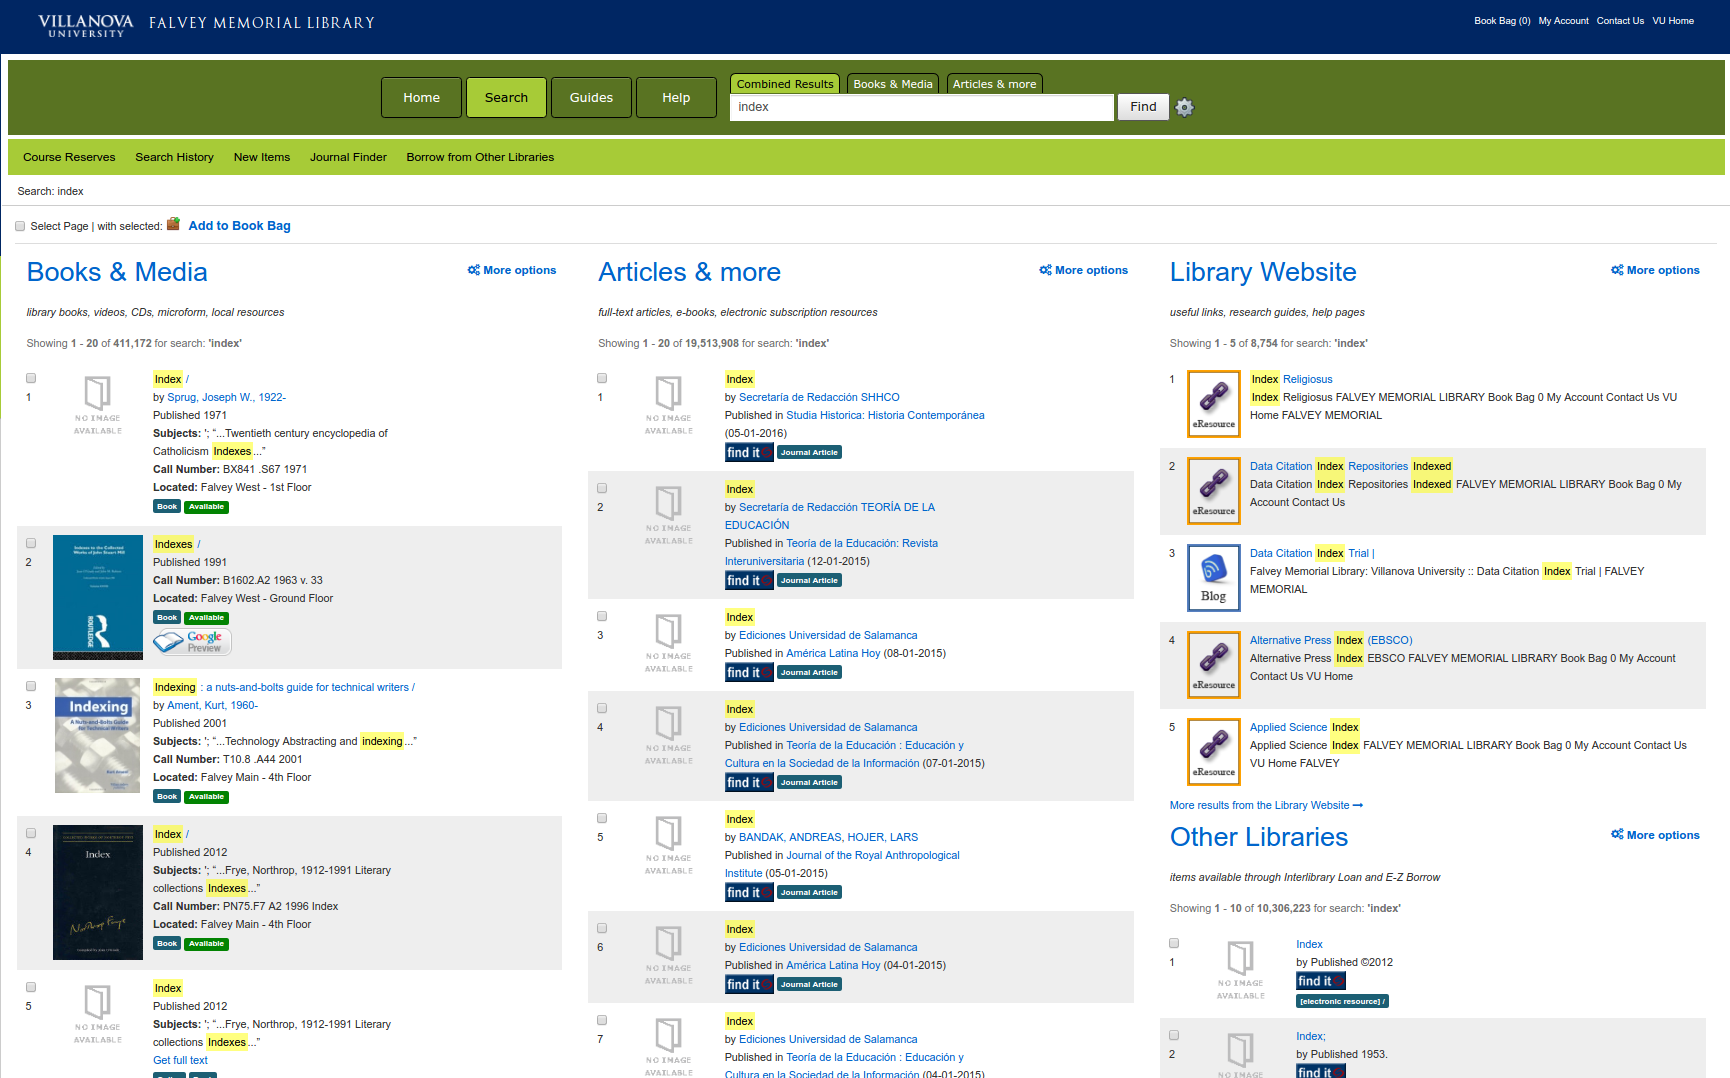 VILLANOVA
UNIVERSITY
FALVEY MEMORIAL LIBRARY
Book Bag (0) My Account Contact Us VU Home
Home Search Guides Help
Combined Results Books & Media Articles & more
index Find
Course Reserves Search History New Items Journal Finder Borrow from Other Libraries
Search: index
Select Page | with selected: Add to Book Bag
Books & Media More options
library books, videos, CDs, microform, local resources
Showing 1 - 20 of 411,172 for search: 'index'
1
NO IMAGE
AVAILABLE
Index /
by Sprug, Joseph W., 1922-
Published 1971
Subjects: '; “...Twentieth century encyclopedia of
Catholicism Indexes...”
Call Number: BX841 .S67 1971
Located: Falvey West - 1st Floor
Book Available
2
Indexes to the Collected
Works of John Stuart Mill
ROUTLEDGE
Indexes /
Published 1991
Call Number: B1602.A2 1963 v. 33
Located: Falvey West - Ground Floor
Book Available
Google
Preview
3
Indexing
A Nuts-and-Bolts Guide
for Technical Writers
Indexing : a nuts-and-bolts guide for technical writers /
by Ament, Kurt, 1960-
Published 2001
Subjects: '; “...Technology Abstracting and indexing...”
Call Number: T10.8 .A44 2001
Located: Falvey Main - 4th Floor
Book Available
4
Index
Northrop Frye
Index /
Published 2012
Subjects: '; “...Frye, Northrop, 1912-1991 Literary
collections Indexes...”
Call Number: PN75.F7 A2 1996 Index
Located: Falvey Main - 4th Floor
Book Available
5
NO IMAGE
AVAILABLE
Index
Published 2012
Subjects: '; “...Frye, Northrop, 1912-1991 Literary
collections Indexes...”
Get full text
Articles & more More options
full-text articles, e-books, electronic subscription resources
Showing 1 - 20 of 19,513,908 for search: 'index'
1
NO IMAGE
AVAILABLE
Index
by Secretaría de Redacción SHHCO
Published in Studia Historica: Historia Contemporánea
(05-01-2016)
find it Journal Article
2
NO IMAGE
AVAILABLE
Index
by Secretaría de Redacción TEORÍA DE LA
EDUCACIÓN
Published in Teoría de la Educación: Revista
Interuniversitaria (12-01-2015)
find it Journal Article
3
NO IMAGE
AVAILABLE
Index
by Ediciones Universidad de Salamanca
Published in América Latina Hoy (08-01-2015)
find it Journal Article
4
NO IMAGE
AVAILABLE
Index
by Ediciones Universidad de Salamanca
Published in Teoría de la Educación : Educación y
Cultura en la Sociedad de la Información (07-01-2015)
find it Journal Article
5
NO IMAGE
AVAILABLE
Index
by BANDAK, ANDREAS, HOJER, LARS
Published in Journal of the Royal Anthropological
Institute (05-01-2015)
find it Journal Article
6
NO IMAGE
AVAILABLE
Index
by Ediciones Universidad de Salamanca
Published in América Latina Hoy (04-01-2015)
find it Journal Article
7
NO IMAGE
AVAILABLE
Index
by Ediciones Universidad de Salamanca
Published in Teoría de la Educación : Educación y
Cultura en la Sociedad de la Información (04-01-2015)
Library Website More options
useful links, research guides, help pages
Showing 1 - 5 of 8,754 for search: 'index'
1
eResource
Index Religiosus
Index Religiosus FALVEY MEMORIAL LIBRARY Book Bag 0 My Account Contact Us VU
Home FALVEY MEMORIAL
2
eResource
Data Citation Index Repositories Indexed
Data Citation Index Repositories Indexed FALVEY MEMORIAL LIBRARY Book Bag 0 My
Account Contact Us
3
Blog
Data Citation Index Trial |
Falvey Memorial Library: Villanova University :: Data Citation Index Trial | FALVEY
MEMORIAL
4
eResource
Alternative Press Index (EBSCO)
Alternative Press Index EBSCO FALVEY MEMORIAL LIBRARY Book Bag 0 My Account
Contact Us VU Home
5
eResource
Applied Science Index
Applied Science Index FALVEY MEMORIAL LIBRARY Book Bag 0 My Account Contact Us
VU Home FALVEY
More results from the Library Website
Other Libraries More options
items available through Interlibrary Loan and E-Z Borrow
Showing 1 - 10 of 10,306,223 for search: 'index'
1
NO IMAGE
AVAILABLE
Index
by Published ©2012
find it
[electronic resource] /
2
NO IMAGE
Index;
by Published 1953.
find it